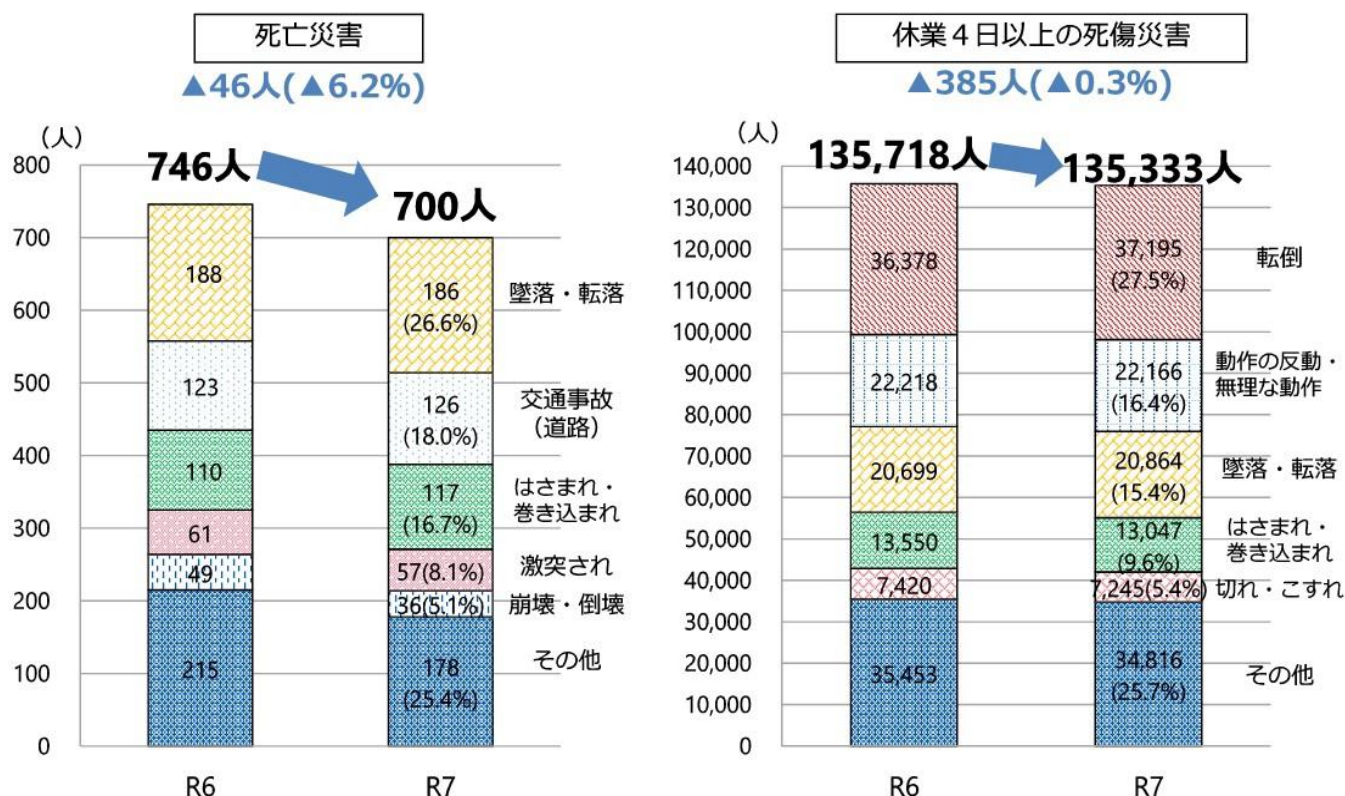 死亡災害
▲46人(▲6.2%)
(人)
800
700
600
500
400
300
200
100
0
746人
700人
188
123
110
61
49
215
186
(26.6%)
126
(18.0%)
117
(16.7%)
57(8.1%)
36(5.1%)
178
(25.4%)
墜落・転落
交通事故
（道路）
はさまれ・
巻き込まれ
激突され
崩壊・倒壊
その他
R6
R7
休業４日以上の死傷災害
▲385人(▲0.3%)
(人)
140,000
130,000
120,000
110,000
100,000
90,000
80,000
70,000
60,000
50,000
40,000
30,000
20,000
10,000
0
135,718人
135,333人
36,378
22,218
20,699
13,550
7,420
35,453
37,195
(27.5%)
22,166
(16.4%)
20,864
(15.4%)
13,047
(9.6%)
7,245(5.4%)
34,816
(25.7%)
転倒
動作の反動・
無理な動作
墜落・転落
はさまれ・
巻き込まれ
切れ・こすれ
その他
R6
R7